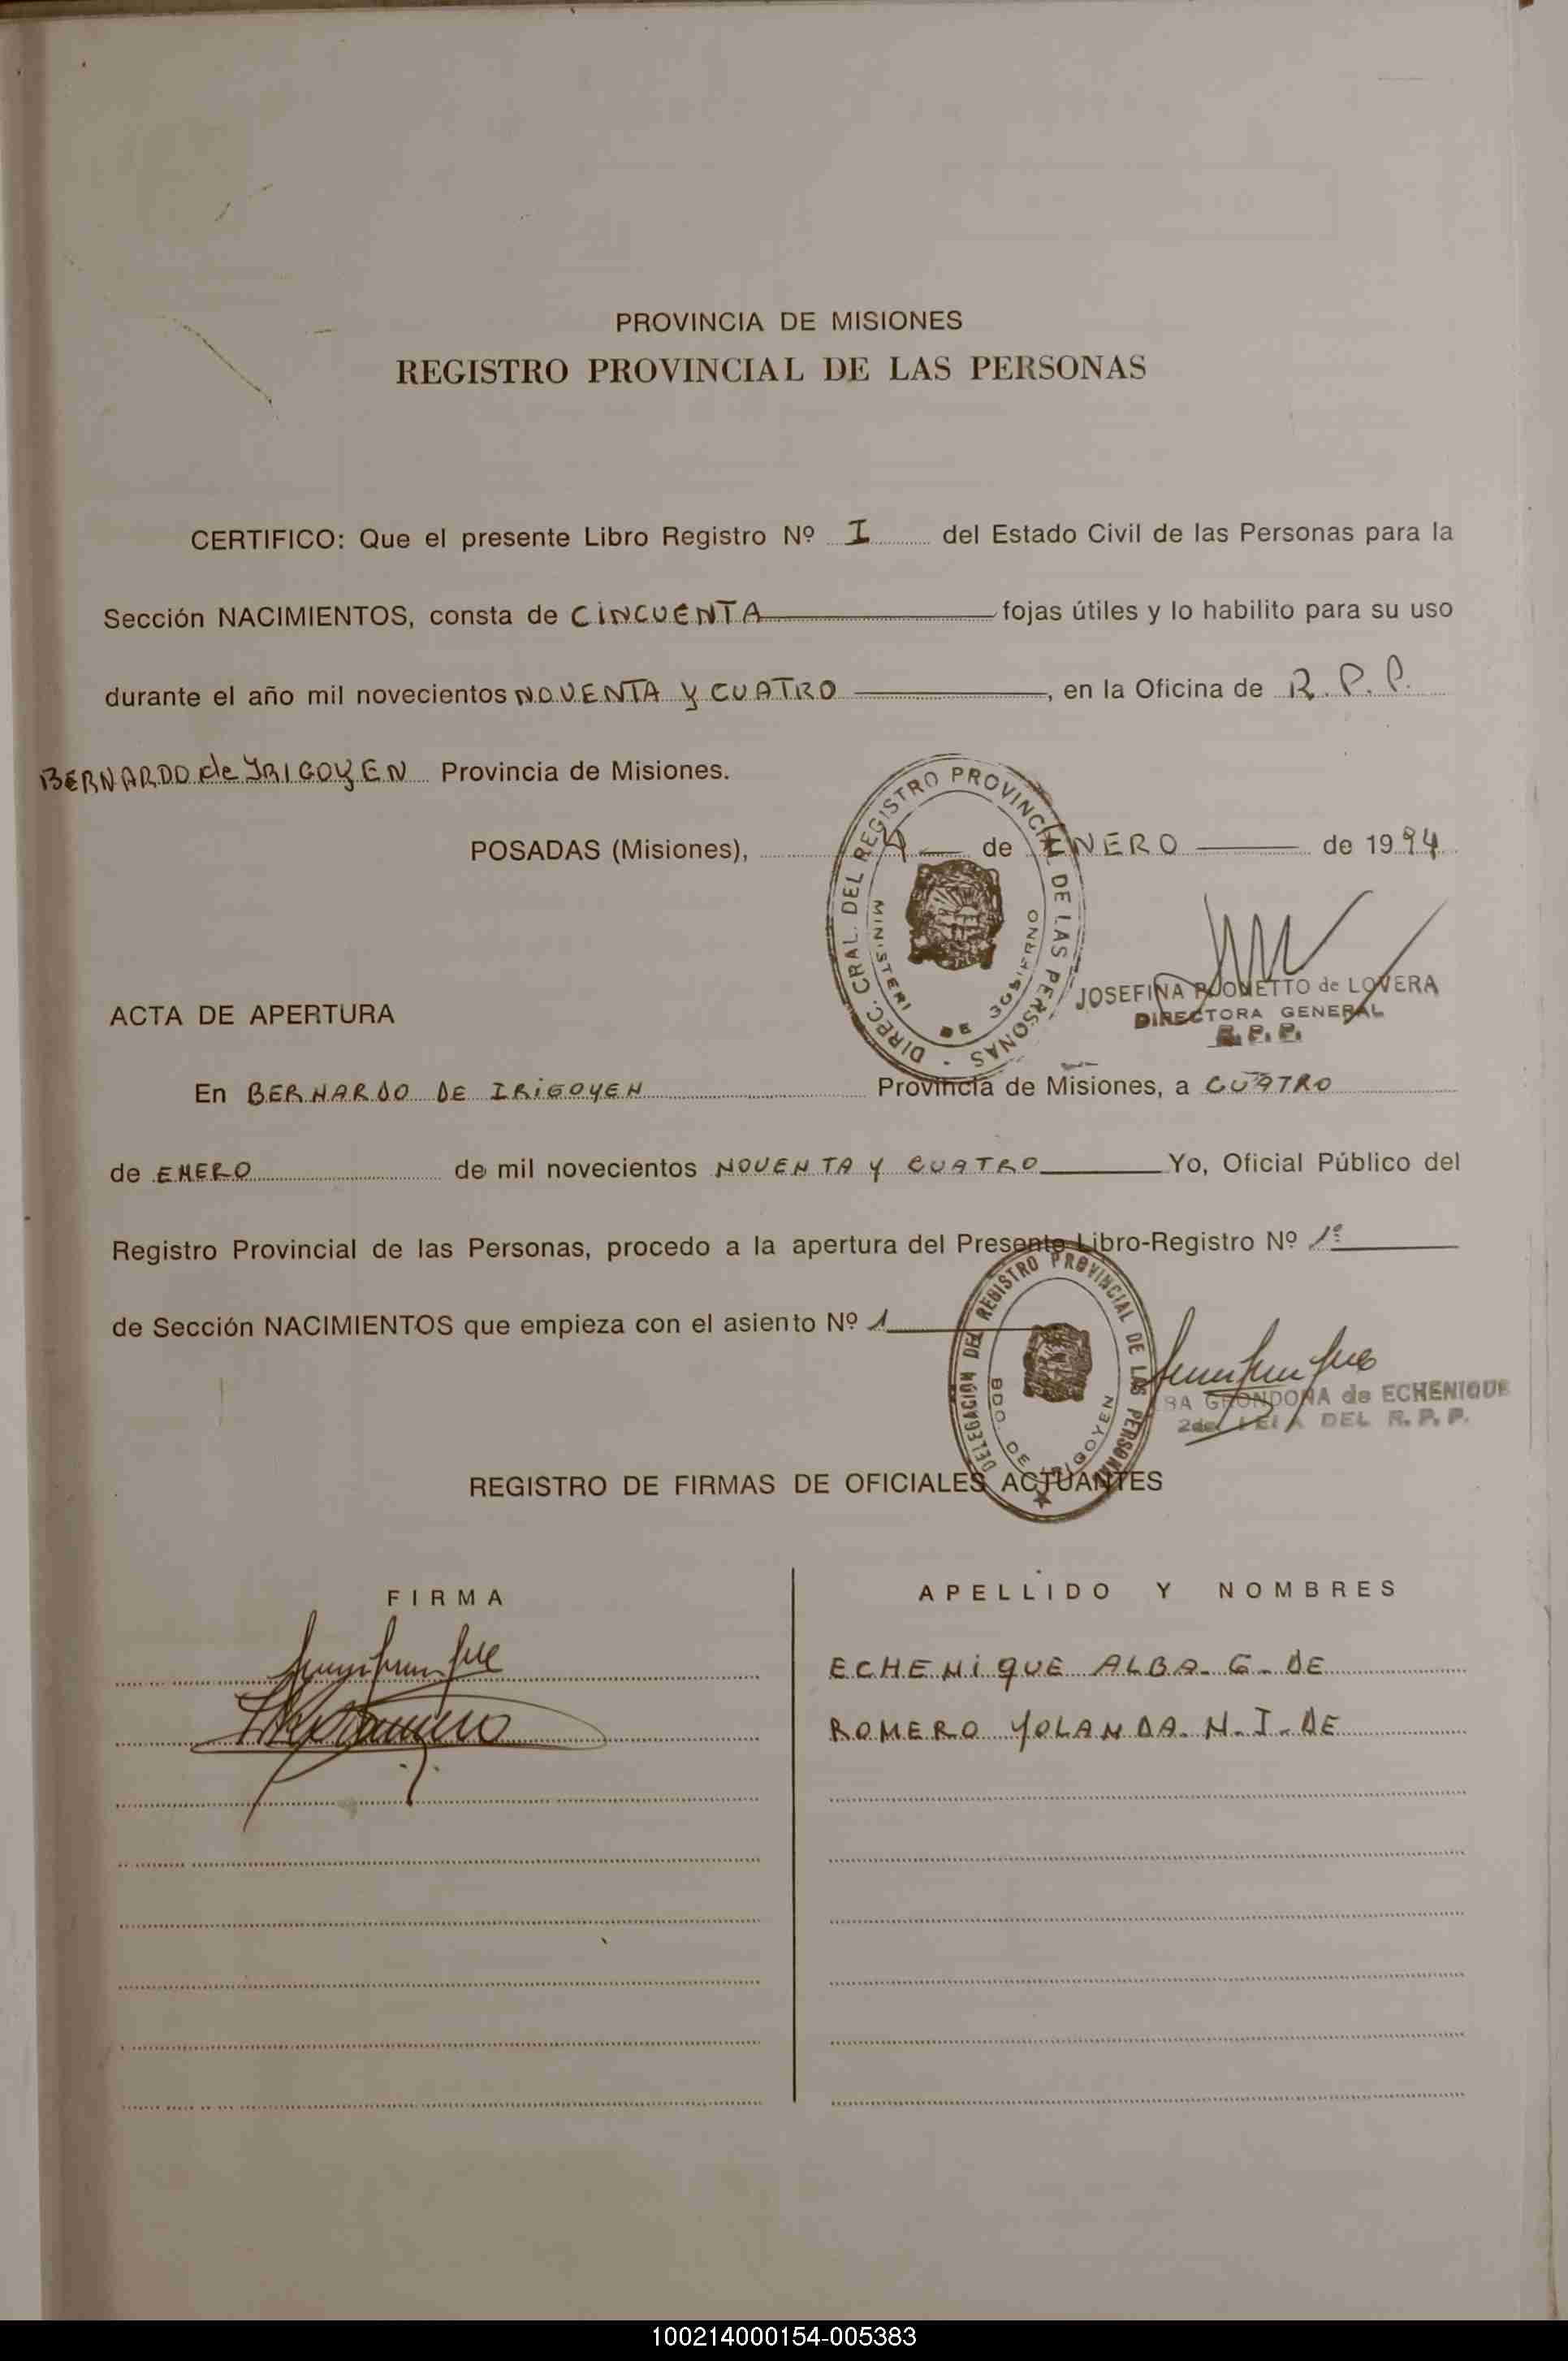 PROVINCIA DE MISIONES
REGISTRO PROVINCIAL DE LAS PERSONAS
CERTIFICO: Que el presente Libro Registro Nº I del Estado Civil de las Personas para la
Sección NACIMIENTOS, consta de CINCUENTA fojas útiles y lo habilito para su uso
durante el año mil novecientos NOVENTA Y CUATRO, en la Oficina de R.P.P.
BERNARDO de YRIGOYEN Provincia de Misiones.
POSADAS (Misiones), 4 de ENERO de 1994
DIREC. GRAL. DEL REGISTRO PROVINCIAL DE LAS PERSONAS
MINISTERI DE GOBIERNO
JOSEFINA de LOVERA
DIRECTORA GENERAL
R. P. P.
ACTA DE APERTURA
En BERNARDO DE IRIGOYEN Provincia de Misiones, a CUATRO
de ENERO de mil novecientos NOVENTA Y CUATRO Yo, Oficial Público del
Registro Provincial de las Personas, procedo a la apertura del Presente Libro-Registro Nº 1º
de Sección NACIMIENTOS que empieza con el asiento Nº 1
DELEGACIÓN DEL REGISTRO PROVINCIAL DE LAS PERSONAS
BDO. DE IRIGOYEN
BA GRONDONA de ECHENIQUE
DEL R. P. P.
REGISTRO DE FIRMAS DE OFICIALES ACTUANTES
FIRMA APELLIDO Y NOMBRES
ECHENIQUE ALBA G. DE
ROMERO YOLANDA N. I. DE
100214000154-005383